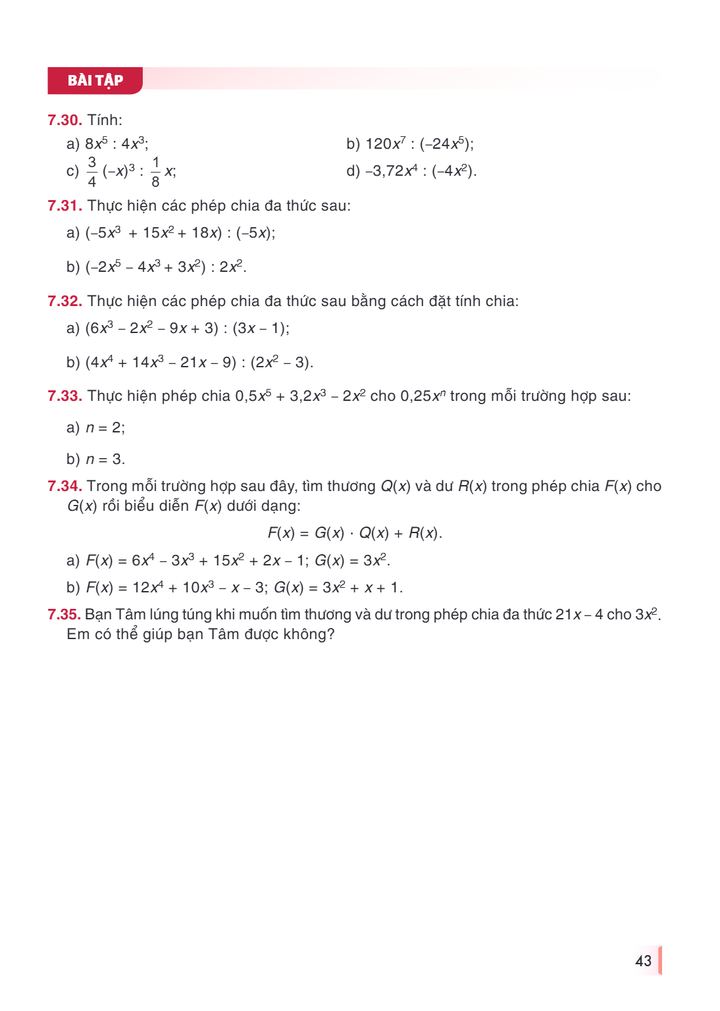 BÀI TẬP
7.30. Tính:
a) 8x⁵ : 4x³; b) 120x⁷ : (–24x⁵);
c) 3/4 (–x)³ : 1/8 x; d) –3,72x⁴ : (–4x²).
7.31. Thực hiện các phép chia đa thức sau:
a) (–5x³ + 15x² + 18x) : (–5x);
b) (–2x⁵ – 4x³ + 3x²) : 2x².
7.32. Thực hiện các phép chia đa thức sau bằng cách đặt tính chia:
a) (6x³ – 2x² – 9x + 3) : (3x – 1);
b) (4x⁴ + 14x³ – 21x – 9) : (2x² – 3).
7.33. Thực hiện phép chia 0,5x⁵ + 3,2x³ – 2x² cho 0,25xⁿ trong mỗi trường hợp sau:
a) n = 2;
b) n = 3.
7.34. Trong mỗi trường hợp sau đây, tìm thương Q(x) và dư R(x) trong phép chia F(x) cho
G(x) rồi biểu diễn F(x) dưới dạng:
F(x) = G(x) · Q(x) + R(x).
a) F(x) = 6x⁴ – 3x³ + 15x² + 2x – 1; G(x) = 3x².
b) F(x) = 12x⁴ + 10x³ – x – 3; G(x) = 3x² + x + 1.
7.35. Bạn Tâm lúng túng khi muốn tìm thương và dư trong phép chia đa thức 21x – 4 cho 3x².
Em có thể giúp bạn Tâm được không?
43